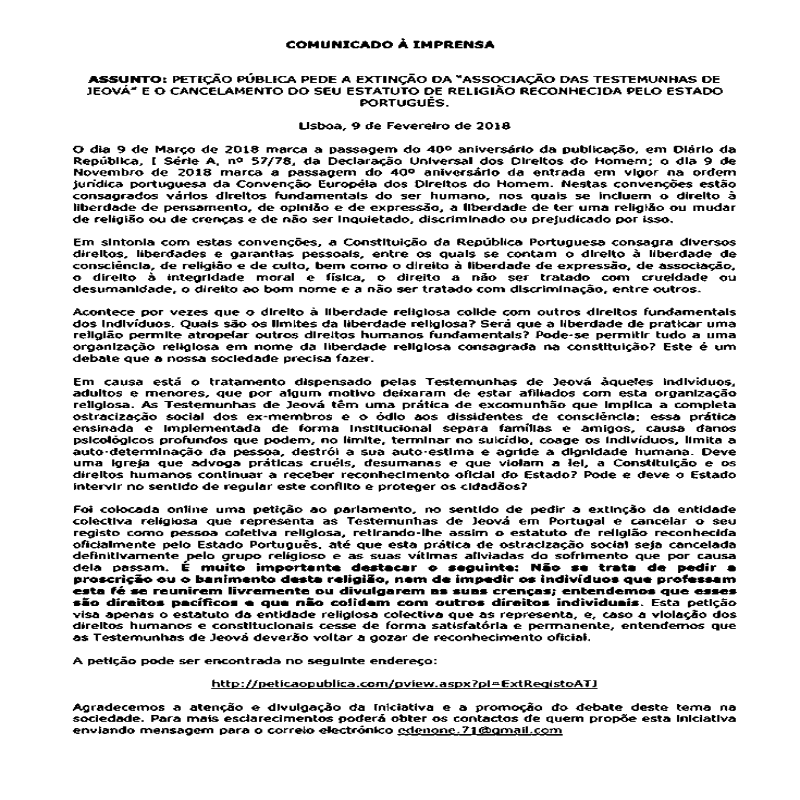 COMUNICADO À IMPRENSA
ASSUNTO: PETIÇÃO PÚBLICA PEDE A EXTINÇÃO DA "ASSOCIAÇÃO DAS TESTEMUNHAS DE
JEOVÁ" E O CANCELAMENTO DO SEU ESTATUTO DE RELIGIÃO RECONHECIDA PELO ESTADO
PORTUGUÊS.
Lisboa, 9 de Fevereiro de 2018
O dia 9 de Março de 2018 marca a passagem do 40º aniversário da publicação, em Diário da
República, I Série A, nº 57/78, da Declaração Universal dos Direitos do Homem; o dia 9 de
Novembro de 2018 marca a passagem do 40º aniversário da entrada em vigor na ordem
jurídica portuguesa da Convenção Européia dos Direitos do Homem. Nestas convenções estão
consagrados vários direitos fundamentais do ser humano, nos quais se incluem o direito à
liberdade de pensamento, de opinião e de expressão, a liberdade de ter uma religião ou mudar
de religião ou de crenças e de não ser inquietado, discriminado ou prejudicado por isso.
Em sintonia com estas convenções, a Constituição da República Portuguesa consagra diversos
direitos, liberdades e garantias pessoais, entre os quais se contam o direito à liberdade de
consciência, de religião e de culto, bem como o direito à liberdade de expressão, de associação,
o direito à integridade moral e física, o direito a não ser tratado com crueldade ou
desumanidade, o direito ao bom nome e a não ser tratado com discriminação, entre outros.
Acontece por vezes que o direito à liberdade religiosa colide com outros direitos fundamentais
dos indivíduos. Quais são os limites da liberdade religiosa? Será que a liberdade de praticar uma
religião permite atropelar outros direitos humanos fundamentais? Pode-se permitir tudo a uma
organização religiosa em nome da liberdade religiosa consagrada na constituição? Este é um
debate que a nossa sociedade precisa fazer.
Em causa está o tratamento dispensado pelas Testemunhas de Jeová àqueles indivíduos,
adultos e menores, que por algum motivo deixaram de estar afiliados com esta organização
religiosa. As Testemunhas de Jeová têm uma prática de excomunhão que implica a completa
ostracização social dos ex-membros e o ódio aos dissidentes de consciência; essa prática
ensinada e implementada de forma institucional separa famílias e amigos, causa danos
psicológicos profundos que podem, no limite, terminar no suicídio, coage os indivíduos, limita a
auto-determinação da pessoa, destrói a sua auto-estima e agride a dignidade humana. Deve
uma igreja que advoga práticas cruéis, desumanas e que violam a lei, a Constituição e os
direitos humanos continuar a receber reconhecimento oficial do Estado? Pode e deve o Estado
intervir no sentido de regular este conflito e proteger os cidadãos?
Foi colocada online uma petição ao parlamento, no sentido de pedir a extinção da entidade
colectiva religiosa que representa as Testemunhas de Jeová em Portugal e cancelar o seu
registo como pessoa coletiva religiosa, retirando-lhe assim o estatuto de religião reconhecida
oficialmente pelo Estado Português, até que esta prática de ostracização social seja cancelada
definitivamente pelo grupo religioso e as suas vítimas aliviadas do sofrimento que por causa
dela passam. É muito importante destacar o seguinte: Não se trata de pedir a
proscrição ou o banimento desta religião, nem de impedir os indivíduos que professam
esta fé se reunirem livremente ou divulgarem as suas crenças; entendemos que esses
são direitos pacíficos e que não colidem com outros direitos individuais. Esta petição
visa apenas o estatuto da entidade religiosa colectiva que as representa, e, caso a violação dos
direitos humanos e constitucionais cesse de forma satisfatória e permanente, entendemos que
as Testemunhas de Jeová deverão voltar a gozar de reconhecimento oficial.
A petição pode ser encontrada no seguinte endereço:
http://peticaopublica.com/pview.aspx?pi=ExtRegistoATJ
Agradecemos a atenção e divulgação da iniciativa e a promoção do debate deste tema na
sociedade. Para mais esclarecimentos poderá obter os contactos de quem propõe esta iniciativa
enviando mensagem para o correio electrónico edenone.71@gmail.com